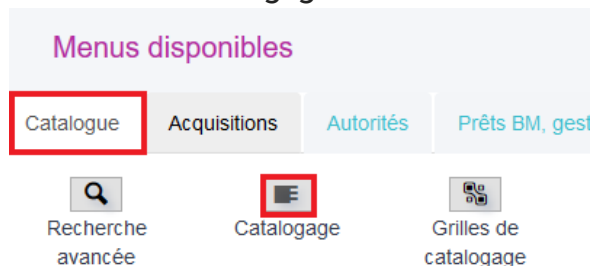 Menus disponibles
Catalogue Acquisitions Autorités Prêts BM, gest
Recherche avancée
Catalogage
Grilles de catalogage